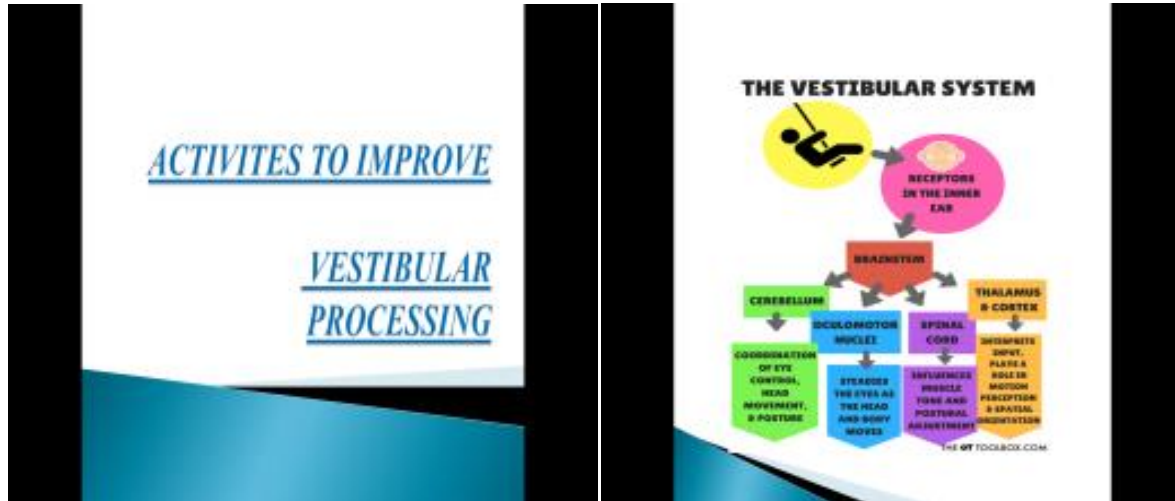 ACTIVITES TO IMPROVE
VESTIBULAR
PROCESSING
THE VESTIBULAR SYSTEM
RECEPTORS
IN THE INNER
EAR
BRAINSTEM
CEREBELLUM
OCULOMOTOR
NUCLEI
SPINAL
CORD
THALAMUS
& CORTEX
COORDINATION
OF EYE
CONTROL,
HEAD
MOVEMENT,
& POSTURE
STEADIES
THE EYES AS
THE HEAD
AND BODY
MOVES
INFLUENCES
MUSCLE
TONE AND
POSTURAL
ADJUSTMENT
INPUT,
PLAYS A
ROLE IN
MOTION
PERCEPTION
& SPATIAL
ORIENTATION
THE OT TOOLBOX.COM